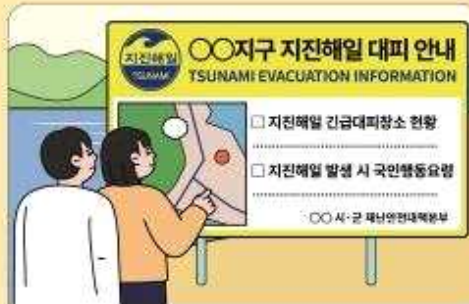 지진해일
TSUNAMI
○○지구 지진해일 대피 안내
TSUNAMI EVACUATION INFORMATION
□ 지진해일 긴급대피장소 현황
□ 지진해일 발생 시 국민행동요령
○○ 시·군 재난안전대책본부